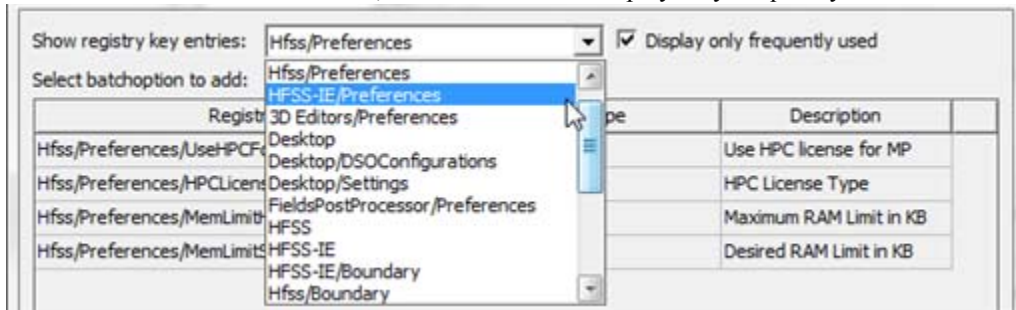 Show registry key entries: Hfss/Preferences Display only frequently used
Select batchoption to add:
Hfss/Preferences
HFSS-IE/Preferences
3D Editors/Preferences
Desktop
Desktop/DSOConfigurations
Desktop/Settings
FieldsPostProcessor/Preferences
HFSS
HFSS-IE
HFSS-IE/Boundary
Hfss/Boundary
Description
Hfss/Preferences/UseHPCFo Use HPC license for MP
Hfss/Preferences/HPCLicens HPC License Type
Hfss/Preferences/MemLimitH Maximum RAM Limit in KB
Hfss/Preferences/MemLimitS Desired RAM Limit in KB